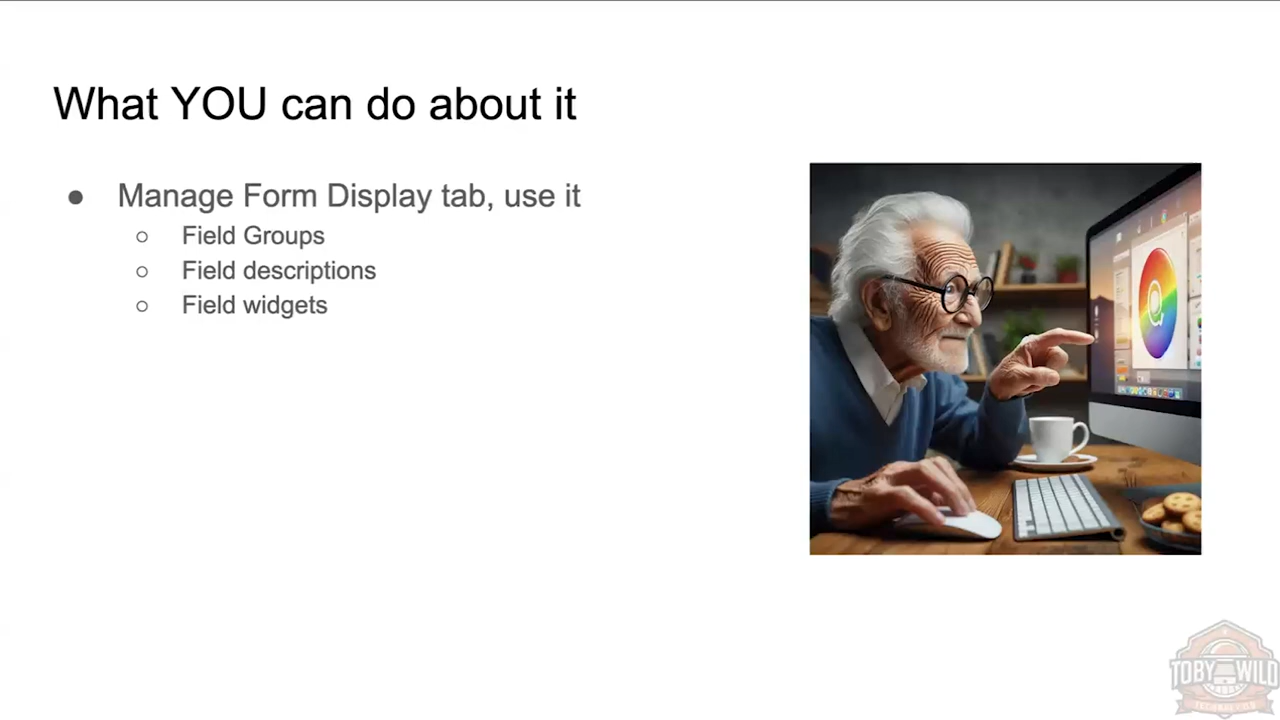 What YOU can do about it
● Manage Form Display tab, use it
○ Field Groups
○ Field descriptions
○ Field widgets
TOBY WILD
TECHNOLOGIES